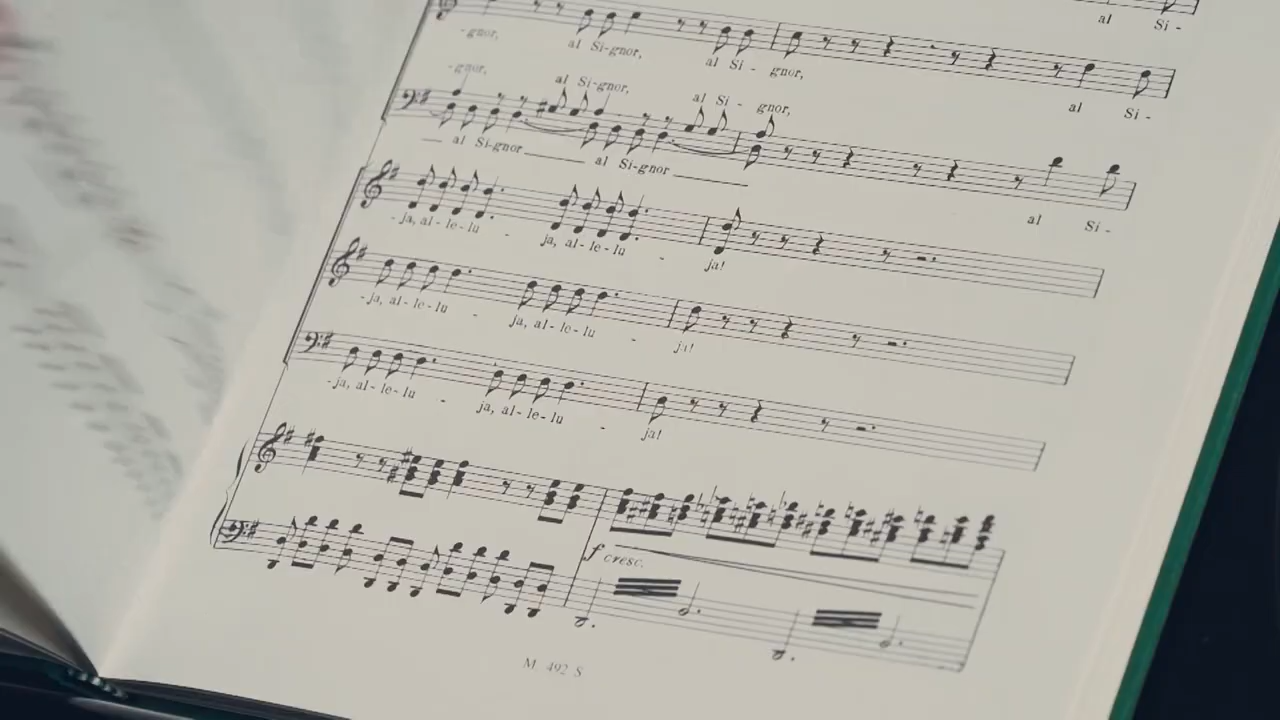 al Si -
-gnor, al Si-gnor, al Si - gnor, al Si -
-gnor, al Si-gnor, al Si - gnor,
al Si-gnor al Si-gnor al Si -
- ja, al - le - lu - ja, al - le - lu - ja!
- ja, al - le - lu - ja, al - le - lu - ja!
- ja, al - le - lu - ja, al - le - lu - ja!
f cresc.
M 492 S